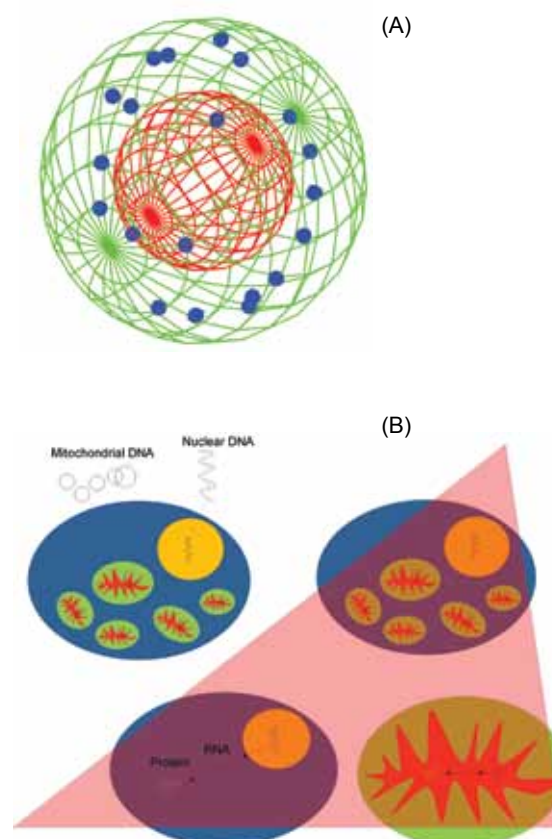 (A)
(B)
Nuclear DNA
Mitochondrial DNA
RNA
Protein